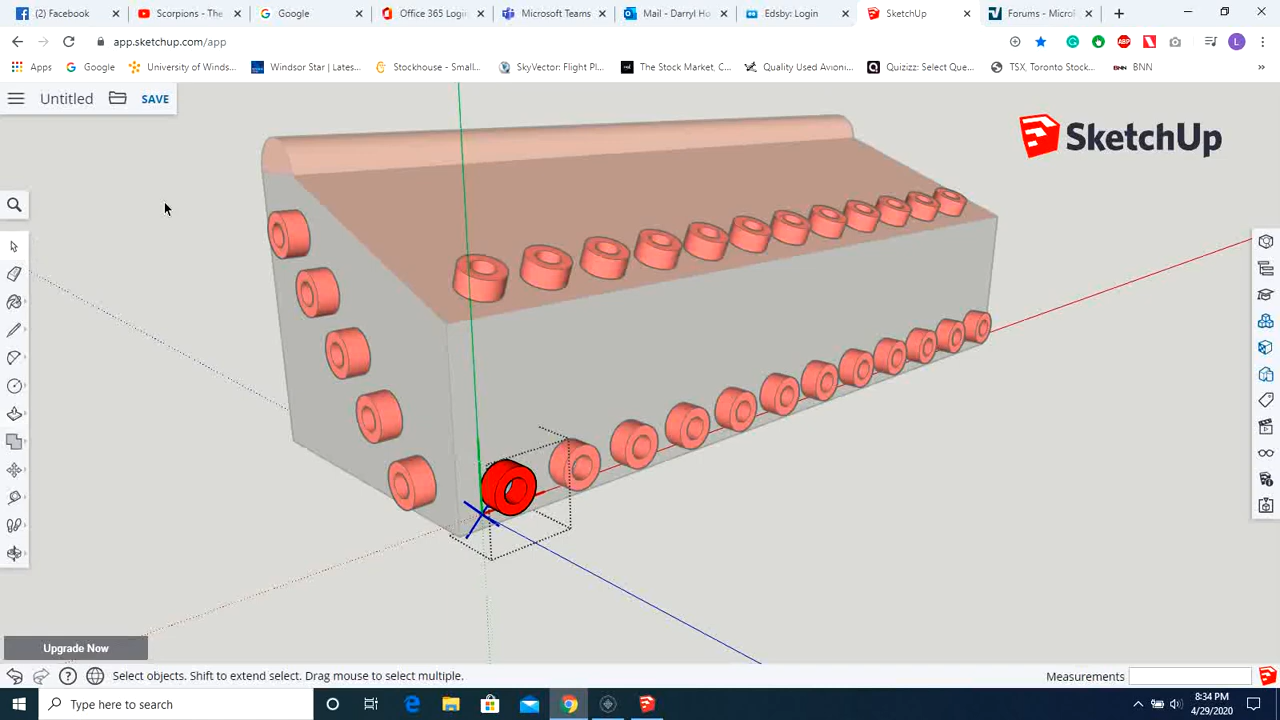 (2) Facebook
Scorpions - The
Google
Office 365 Logi
Microsoft Teams
Mail - Darryl Ho
Edsby: Login
SketchUp
Forums - Microf
app.sketchup.com/app
Apps
Google
University of Winds...
Windsor Star | Lates...
Stockhouse - Small...
SkyVector: Flight Pl...
The Stock Market, C...
Quality Used Avioni...
Quizizz: Select Que...
TSX, Toronto Stock...
BNN
BNN
Untitled
SAVE
SketchUp
Upgrade Now
Select objects. Shift to extend select. Drag mouse to select multiple.
Measurements
Type here to search
8:34 PM
4/29/2020